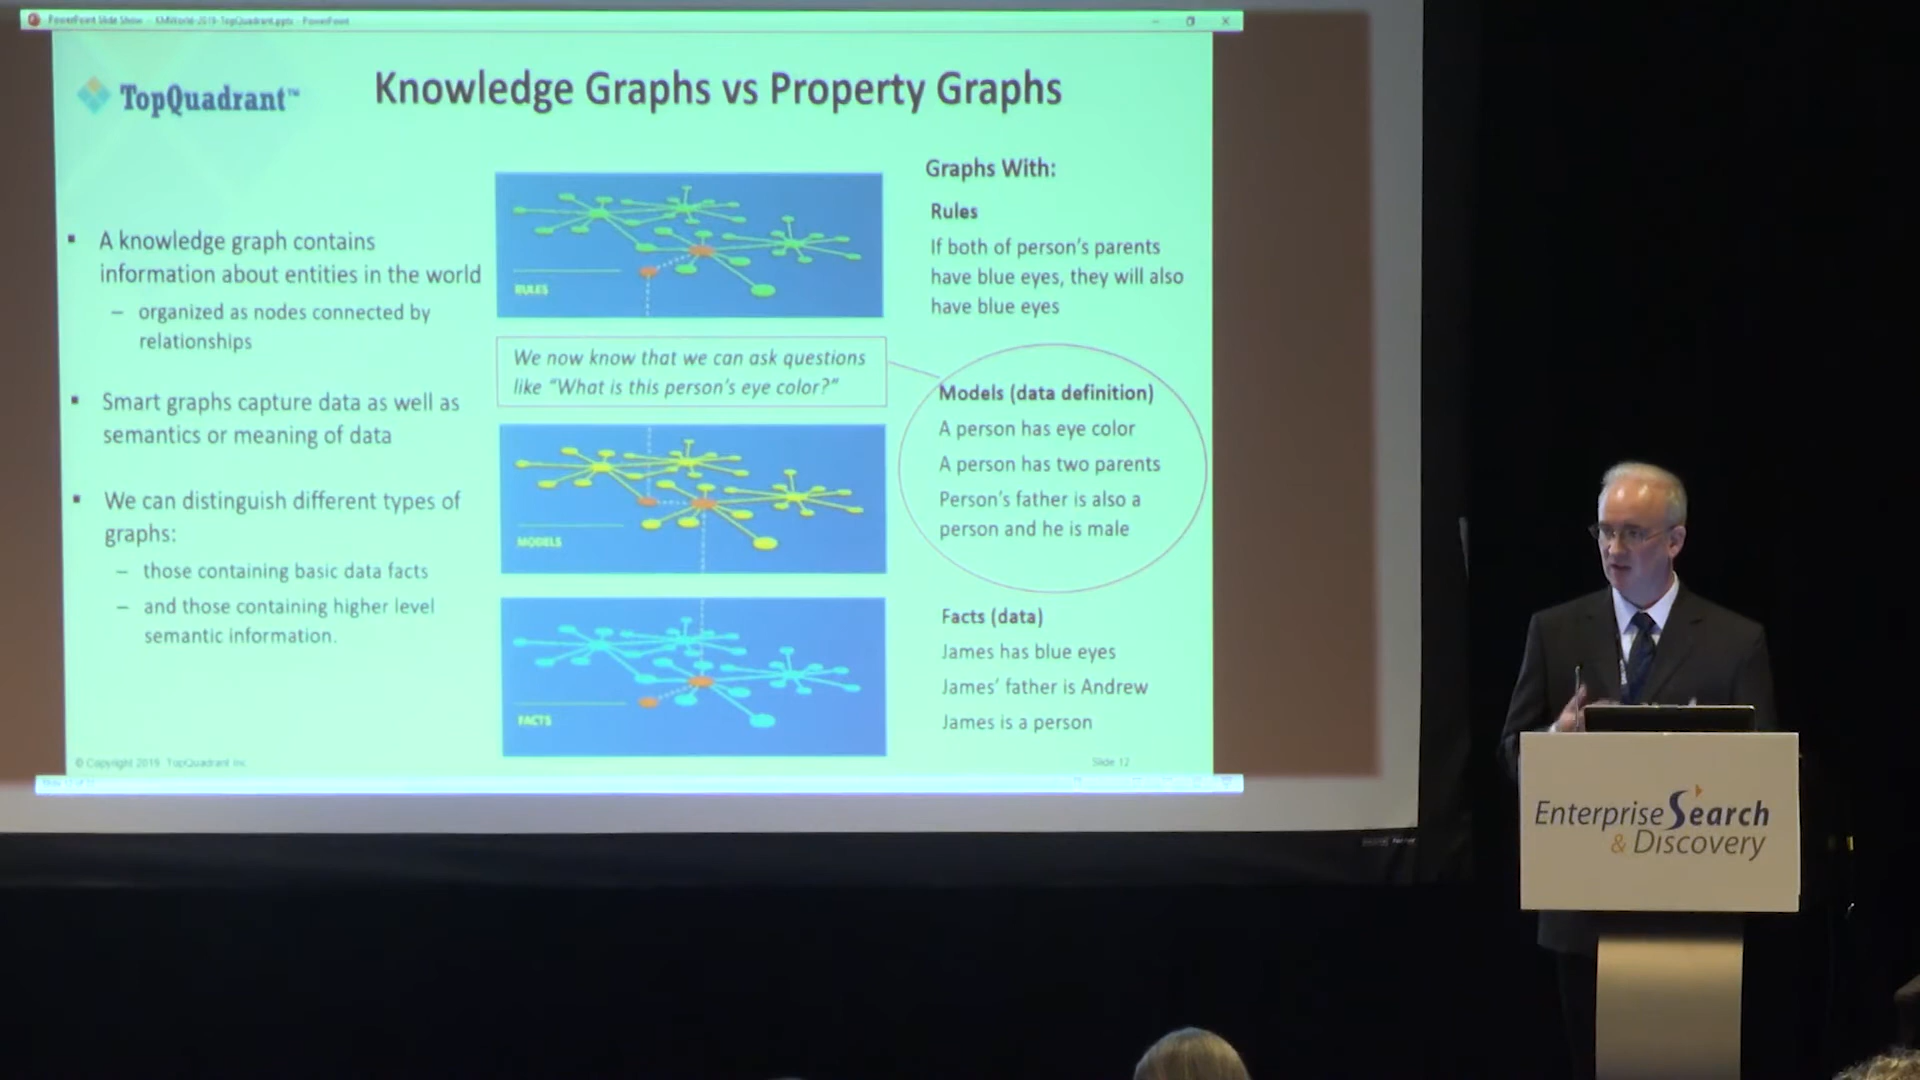 PowerPoint Slide Show - KMWorld-2019-TopQuadrant.pptx - PowerPoint
TopQuadrant™
Knowledge Graphs vs Property Graphs
▪ A knowledge graph contains
information about entities in the world
– organized as nodes connected by
relationships
▪ Smart graphs capture data as well as
semantics or meaning of data
▪ We can distinguish different types of
graphs:
– those containing basic data facts
– and those containing higher level
semantic information.
RULES
We now know that we can ask questions
like "What is this person's eye color?"
MODELS
FACTS
Graphs With:
Rules
If both of person's parents
have blue eyes, they will also
have blue eyes
Models (data definition)
A person has eye color
A person has two parents
Person's father is also a
person and he is male
Facts (data)
James has blue eyes
James' father is Andrew
James is a person
© Copyright 2019 TopQuadrant Inc
Slide 12
Enterprise Search
& Discovery